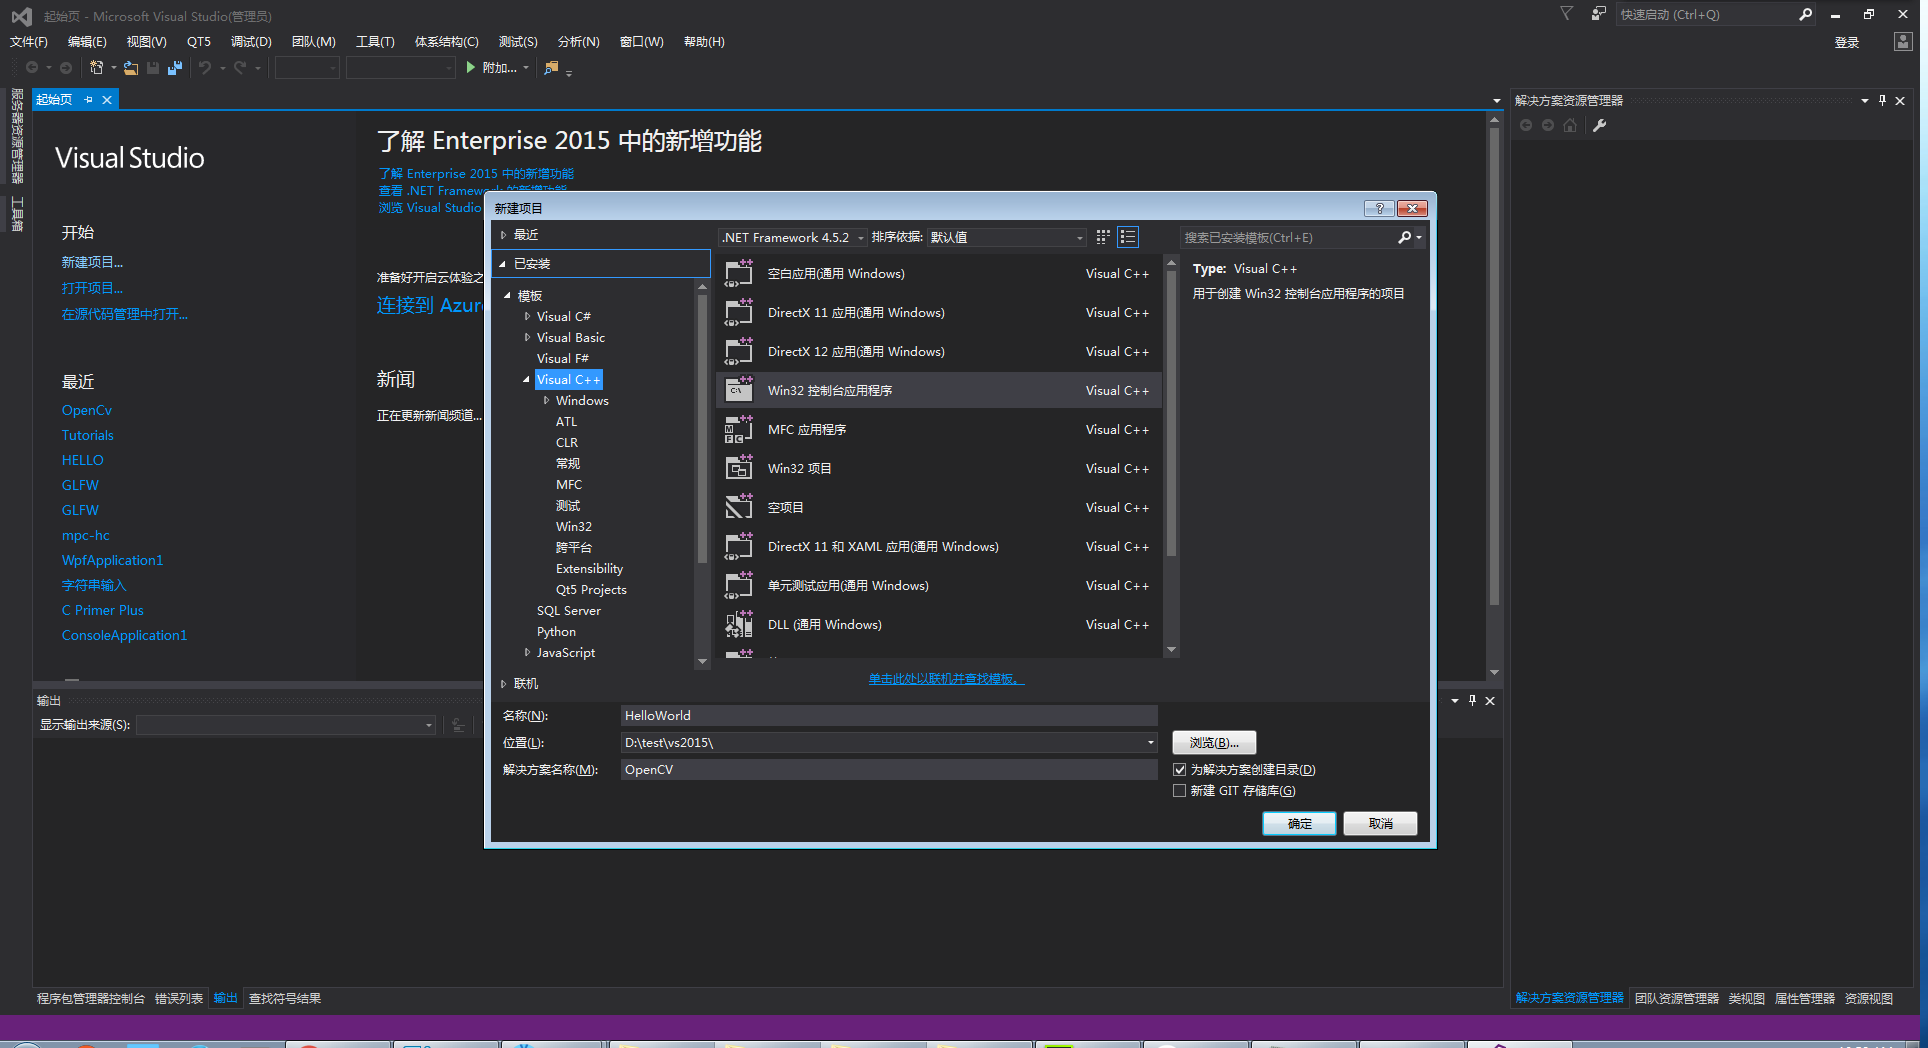 起始页 - Microsoft Visual Studio(管理员)
快速启动 (Ctrl+Q)
文件(F) 编辑(E) 视图(V) QT5 调试(D) 团队(M) 工具(T) 体系结构(C) 测试(S) 分析(N) 窗口(W) 帮助(H)
登录
附加...
服务器资源管理器
工具箱
起始页
Visual Studio
开始
新建项目...
打开项目...
在源代码管理中打开...
最近
OpenCv
Tutorials
HELLO
GLFW
GLFW
mpc-hc
WpfApplication1
字符串输入
C Primer Plus
ConsoleApplication1
了解 Enterprise 2015 中的新增功能
了解 Enterprise 2015 中的新增功能
查看 .NET Framework 的新增功能
浏览 Visual Studio
准备好开启云体验之
连接到 Azure
新闻
正在更新新闻频道...
新建项目
最近
已安装
模板
Visual C#
Visual Basic
Visual F#
Visual C++
Windows
ATL
CLR
常规
MFC
测试
Win32
跨平台
Extensibility
Qt5 Projects
SQL Server
Python
JavaScript
联机
.NET Framework 4.5.2 排序依据: 默认值
搜索已安装模板(Ctrl+E)
空白应用(通用 Windows) Visual C++
DirectX 11 应用(通用 Windows) Visual C++
DirectX 12 应用(通用 Windows) Visual C++
Win32 控制台应用程序 Visual C++
MFC 应用程序 Visual C++
Win32 项目 Visual C++
空项目 Visual C++
DirectX 11 和 XAML 应用(通用 Windows) Visual C++
单元测试应用(通用 Windows) Visual C++
DLL (通用 Windows) Visual C++
单击此处以联机并查找模板。
Type: Visual C++
用于创建 Win32 控制台应用程序的项目
名称(N): HelloWorld
位置(L): D:\test\vs2015\
浏览(B)...
解决方案名称(M): OpenCV
为解决方案创建目录(D)
新建 GIT 存储库(G)
确定 取消
解决方案资源管理器
输出
显示输出来源(S):
程序包管理器控制台 错误列表 输出 查找符号结果
解决方案资源管理器 团队资源管理器 类视图 属性管理器 资源视图